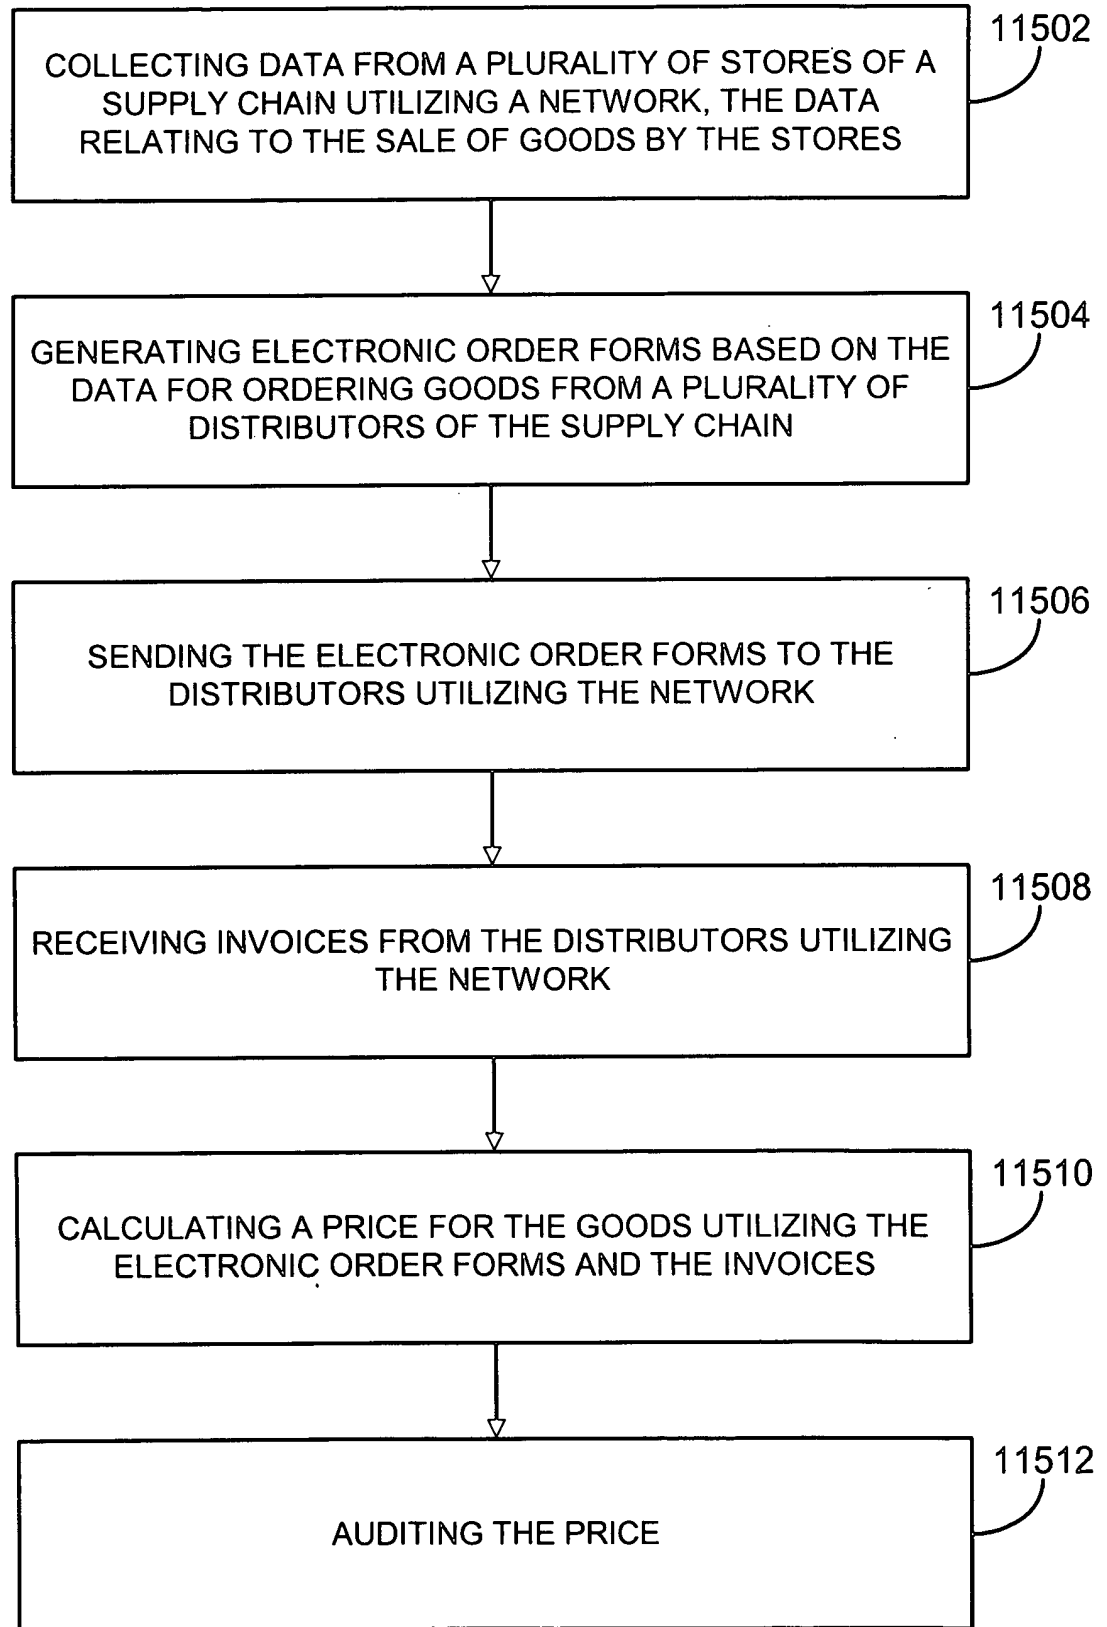 11502
COLLECTING DATA FROM A PLURALITY OF STORES OF A
SUPPLY CHAIN UTILIZING A NETWORK, THE DATA
RELATING TO THE SALE OF GOODS BY THE STORES
11504
GENERATING ELECTRONIC ORDER FORMS BASED ON THE
DATA FOR ORDERING GOODS FROM A PLURALITY OF
DISTRIBUTORS OF THE SUPPLY CHAIN
11506
SENDING THE ELECTRONIC ORDER FORMS TO THE
DISTRIBUTORS UTILIZING THE NETWORK
11508
RECEIVING INVOICES FROM THE DISTRIBUTORS UTILIZING
THE NETWORK
11510
CALCULATING A PRICE FOR THE GOODS UTILIZING THE
ELECTRONIC ORDER FORMS AND THE INVOICES
11512
AUDITING THE PRICE